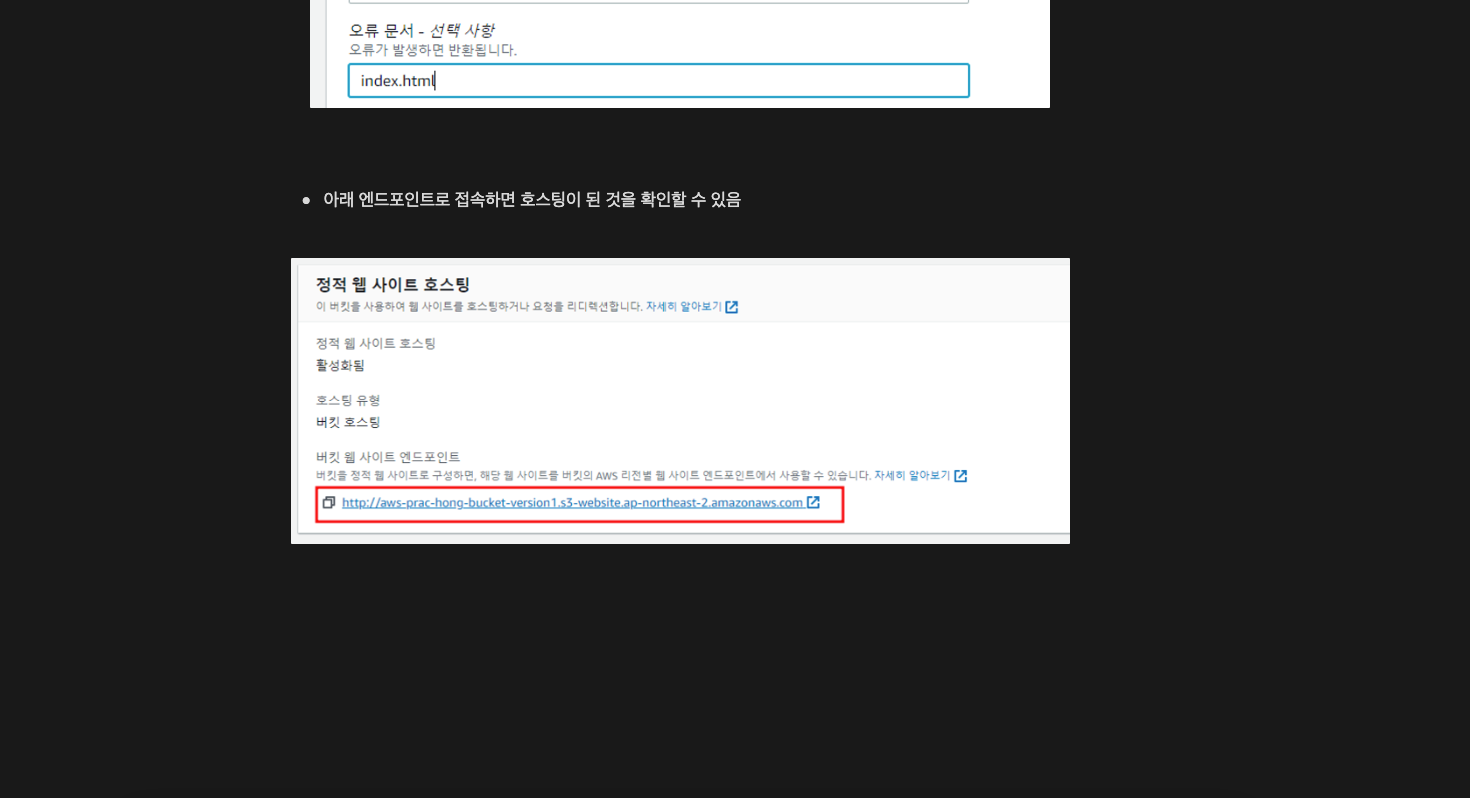 오류 문서 - 선택 사항
오류가 발생하면 반환됩니다.
index.html
• 아래 엔드포인트로 접속하면 호스팅이 된 것을 확인할 수 있음
정적 웹 사이트 호스팅
이 버킷을 사용하여 웹 사이트를 호스팅하거나 요청을 리디렉션합니다. 자세히 알아보기
정적 웹 사이트 호스팅
활성화됨
호스팅 유형
버킷 호스팅
버킷 웹 사이트 엔드포인트
버킷을 정적 웹 사이트로 구성하면, 해당 웹 사이트를 버킷의 AWS 리전별 웹 사이트 엔드포인트에서 사용할 수 있습니다. 자세히 알아보기
http://aws-prac-hong-bucket-version1.s3-website.ap-northeast-2.amazonaws.com